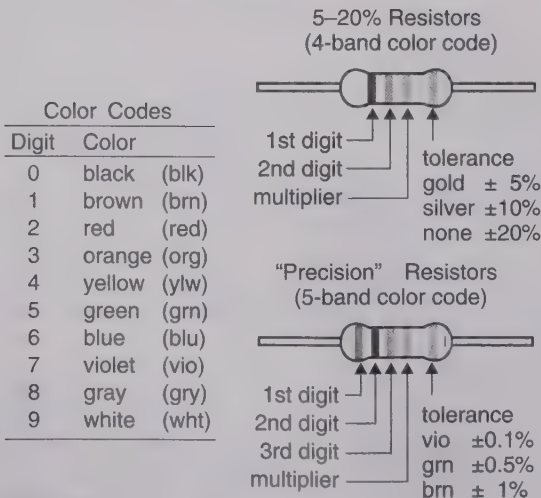 Color Codes
Digit Color
0 black (blk)
1 brown (brn)
2 red (red)
3 orange (org)
4 yellow (ylw)
5 green (grn)
6 blue (blu)
7 violet (vio)
8 gray (gry)
9 white (wht)
5–20% Resistors
(4-band color code)
1st digit
2nd digit
multiplier
tolerance
gold ± 5%
silver ±10%
none ±20%
“Precision” Resistors
(5-band color code)
1st digit
2nd digit
3rd digit
multiplier
tolerance
vio ±0.1%
grn ±0.5%
brn ± 1%